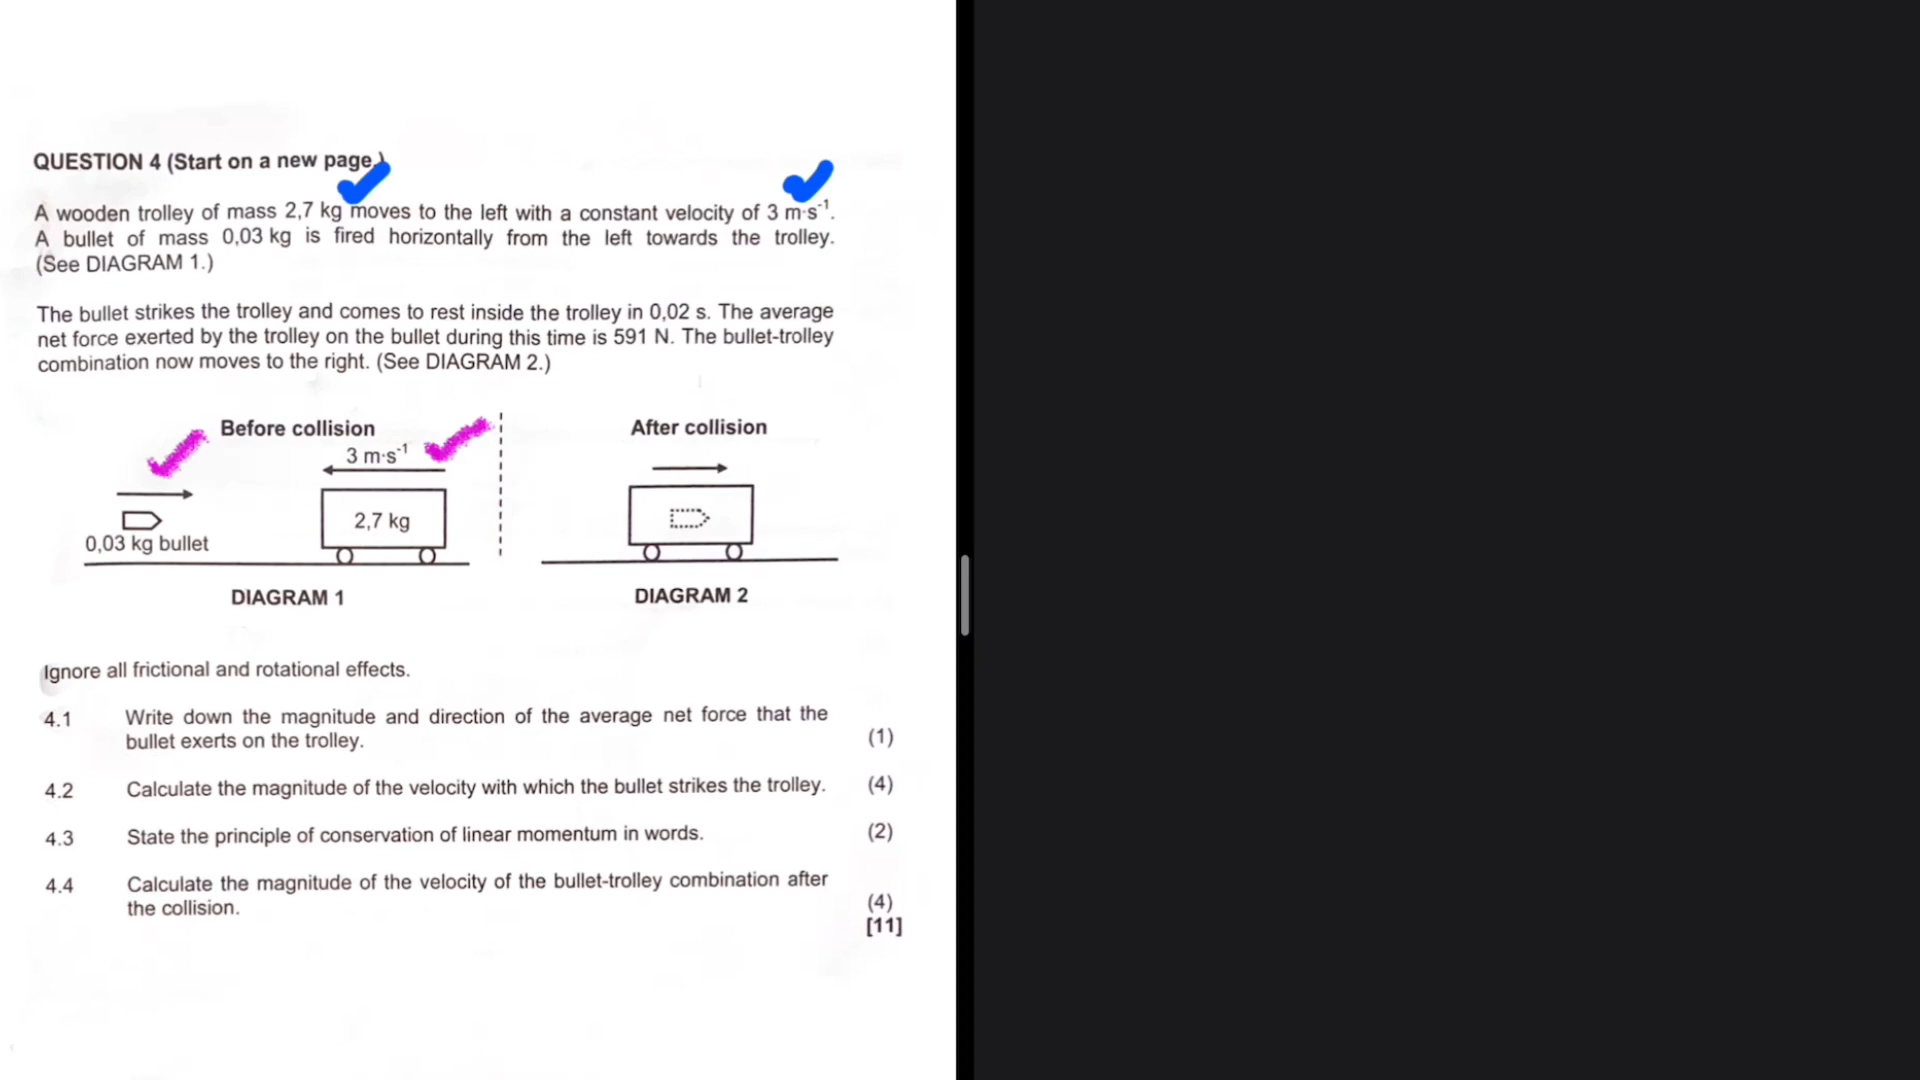 QUESTION 4 (Start on a new page.)
A wooden trolley of mass 2,7 kg moves to the left with a constant velocity of 3 m·s⁻¹.
A bullet of mass 0,03 kg is fired horizontally from the left towards the trolley.
(See DIAGRAM 1.)
The bullet strikes the trolley and comes to rest inside the trolley in 0,02 s. The average
net force exerted by the trolley on the bullet during this time is 591 N. The bullet-trolley
combination now moves to the right. (See DIAGRAM 2.)
Before collision
3 m·s⁻¹
2,7 kg
0,03 kg bullet
DIAGRAM 1
After collision
DIAGRAM 2
Ignore all frictional and rotational effects.
4.1 Write down the magnitude and direction of the average net force that the
bullet exerts on the trolley. (1)
4.2 Calculate the magnitude of the velocity with which the bullet strikes the trolley. (4)
4.3 State the principle of conservation of linear momentum in words. (2)
4.4 Calculate the magnitude of the velocity of the bullet-trolley combination after
the collision. (4)
[11]